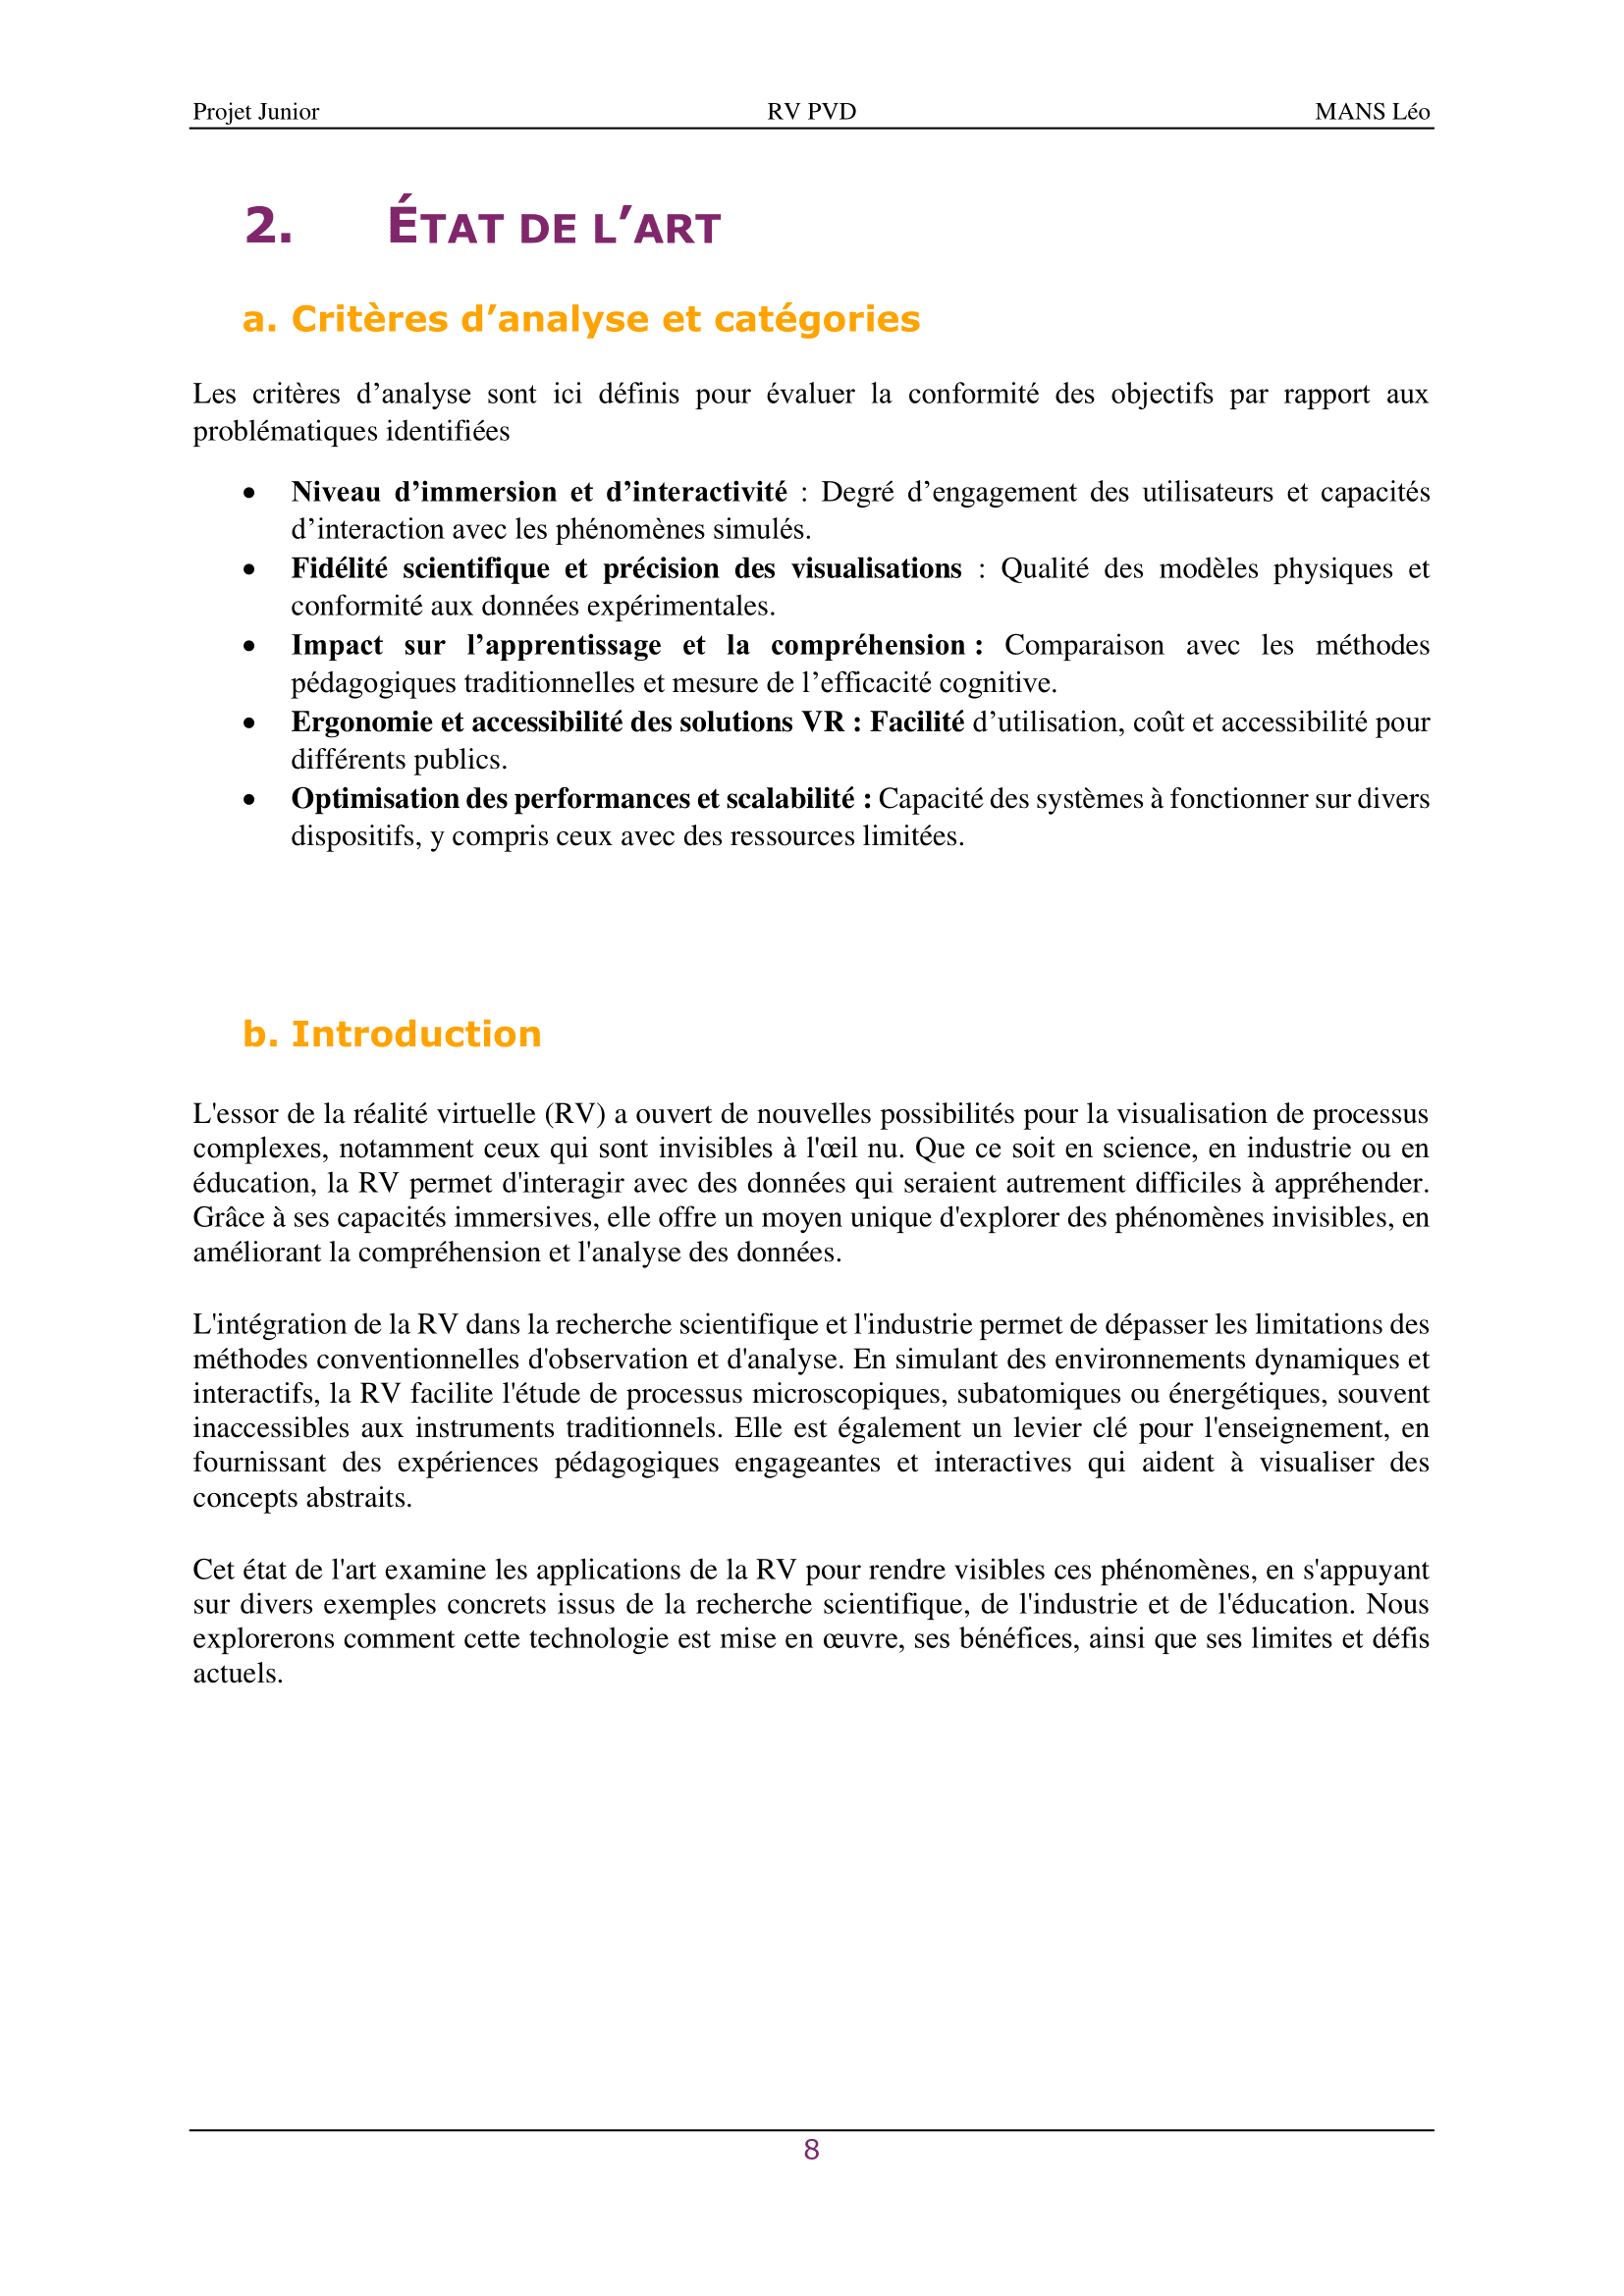 Projet Junior RV PVD MANS Léo
2. ÉTAT DE L’ART
a. Critères d’analyse et catégories
Les critères d’analyse sont ici définis pour évaluer la conformité des objectifs par rapport aux
problématiques identifiées
• Niveau d’immersion et d’interactivité : Degré d’engagement des utilisateurs et capacités
d’interaction avec les phénomènes simulés.
• Fidélité scientifique et précision des visualisations : Qualité des modèles physiques et
conformité aux données expérimentales.
• Impact sur l’apprentissage et la compréhension : Comparaison avec les méthodes
pédagogiques traditionnelles et mesure de l’efficacité cognitive.
• Ergonomie et accessibilité des solutions VR : Facilité d’utilisation, coût et accessibilité pour
différents publics.
• Optimisation des performances et scalabilité : Capacité des systèmes à fonctionner sur divers
dispositifs, y compris ceux avec des ressources limitées.
b. Introduction
L'essor de la réalité virtuelle (RV) a ouvert de nouvelles possibilités pour la visualisation de processus
complexes, notamment ceux qui sont invisibles à l'œil nu. Que ce soit en science, en industrie ou en
éducation, la RV permet d'interagir avec des données qui seraient autrement difficiles à appréhender.
Grâce à ses capacités immersives, elle offre un moyen unique d'explorer des phénomènes invisibles, en
améliorant la compréhension et l'analyse des données.
L'intégration de la RV dans la recherche scientifique et l'industrie permet de dépasser les limitations des
méthodes conventionnelles d'observation et d'analyse. En simulant des environnements dynamiques et
interactifs, la RV facilite l'étude de processus microscopiques, subatomiques ou énergétiques, souvent
inaccessibles aux instruments traditionnels. Elle est également un levier clé pour l'enseignement, en
fournissant des expériences pédagogiques engageantes et interactives qui aident à visualiser des
concepts abstraits.
Cet état de l'art examine les applications de la RV pour rendre visibles ces phénomènes, en s'appuyant
sur divers exemples concrets issus de la recherche scientifique, de l'industrie et de l'éducation. Nous
explorerons comment cette technologie est mise en œuvre, ses bénéfices, ainsi que ses limites et défis
actuels.
8